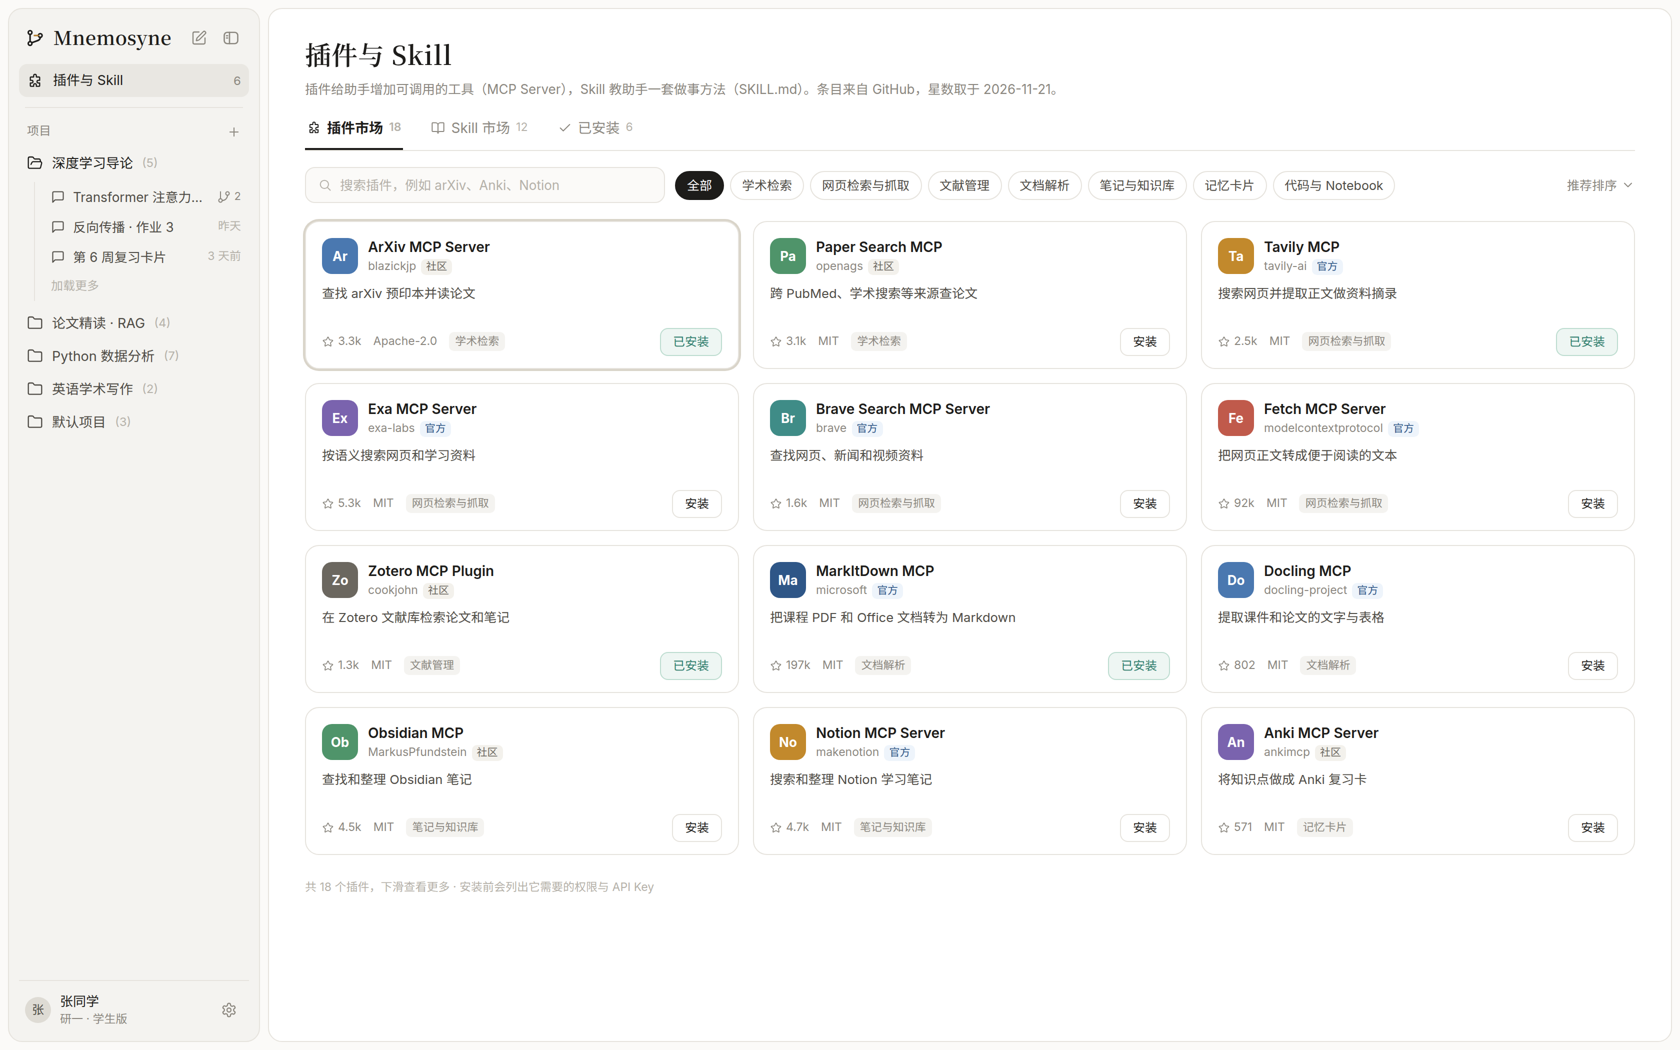 Mnemosyne
插件与 Skill 6
项目
深度学习导论 (5)
Transformer 注意力... 2
反向传播 · 作业 3 昨天
第 6 周复习卡片 3 天前
加载更多
论文精读 · RAG (4)
Python 数据分析 (7)
英语学术写作 (2)
默认项目 (3)
张 张同学
研一 · 学生版
插件与 Skill
插件给助手增加可调用的工具（MCP Server），Skill 教助手一套做事方法（SKILL.md）。条目来自 GitHub，星数取于 2026-11-21。
插件市场 18 Skill 市场 12 已安装 6
搜索插件，例如 arXiv、Anki、Notion 全部 学术检索 网页检索与抓取 文献管理 文档解析 笔记与知识库 记忆卡片 代码与 Notebook 推荐排序
Ar ArXiv MCP Server
blazickjp 社区
查找 arXiv 预印本并读论文
3.3k Apache-2.0 学术检索 已安装
Pa Paper Search MCP
openags 社区
跨 PubMed、学术搜索等来源查论文
3.1k MIT 学术检索 安装
Ta Tavily MCP
tavily-ai 官方
搜索网页并提取正文做资料摘录
2.5k MIT 网页检索与抓取 已安装
Ex Exa MCP Server
exa-labs 官方
按语义搜索网页和学习资料
5.3k MIT 网页检索与抓取 安装
Br Brave Search MCP Server
brave 官方
查找网页、新闻和视频资料
1.6k MIT 网页检索与抓取 安装
Fe Fetch MCP Server
modelcontextprotocol 官方
把网页正文转成便于阅读的文本
92k MIT 网页检索与抓取 安装
Zo Zotero MCP Plugin
cookjohn 社区
在 Zotero 文献库检索论文和笔记
1.3k MIT 文献管理 已安装
Ma MarkItDown MCP
microsoft 官方
把课程 PDF 和 Office 文档转为 Markdown
197k MIT 文档解析 已安装
Do Docling MCP
docling-project 官方
提取课件和论文的文字与表格
802 MIT 文档解析 安装
Ob Obsidian MCP
MarkusPfundstein 社区
查找和整理 Obsidian 笔记
4.5k MIT 笔记与知识库 安装
No Notion MCP Server
makenotion 官方
搜索和整理 Notion 学习笔记
4.7k MIT 笔记与知识库 安装
An Anki MCP Server
ankimcp 社区
将知识点做成 Anki 复习卡
571 MIT 记忆卡片 安装
共 18 个插件，下滑查看更多 · 安装前会列出它需要的权限与 API Key